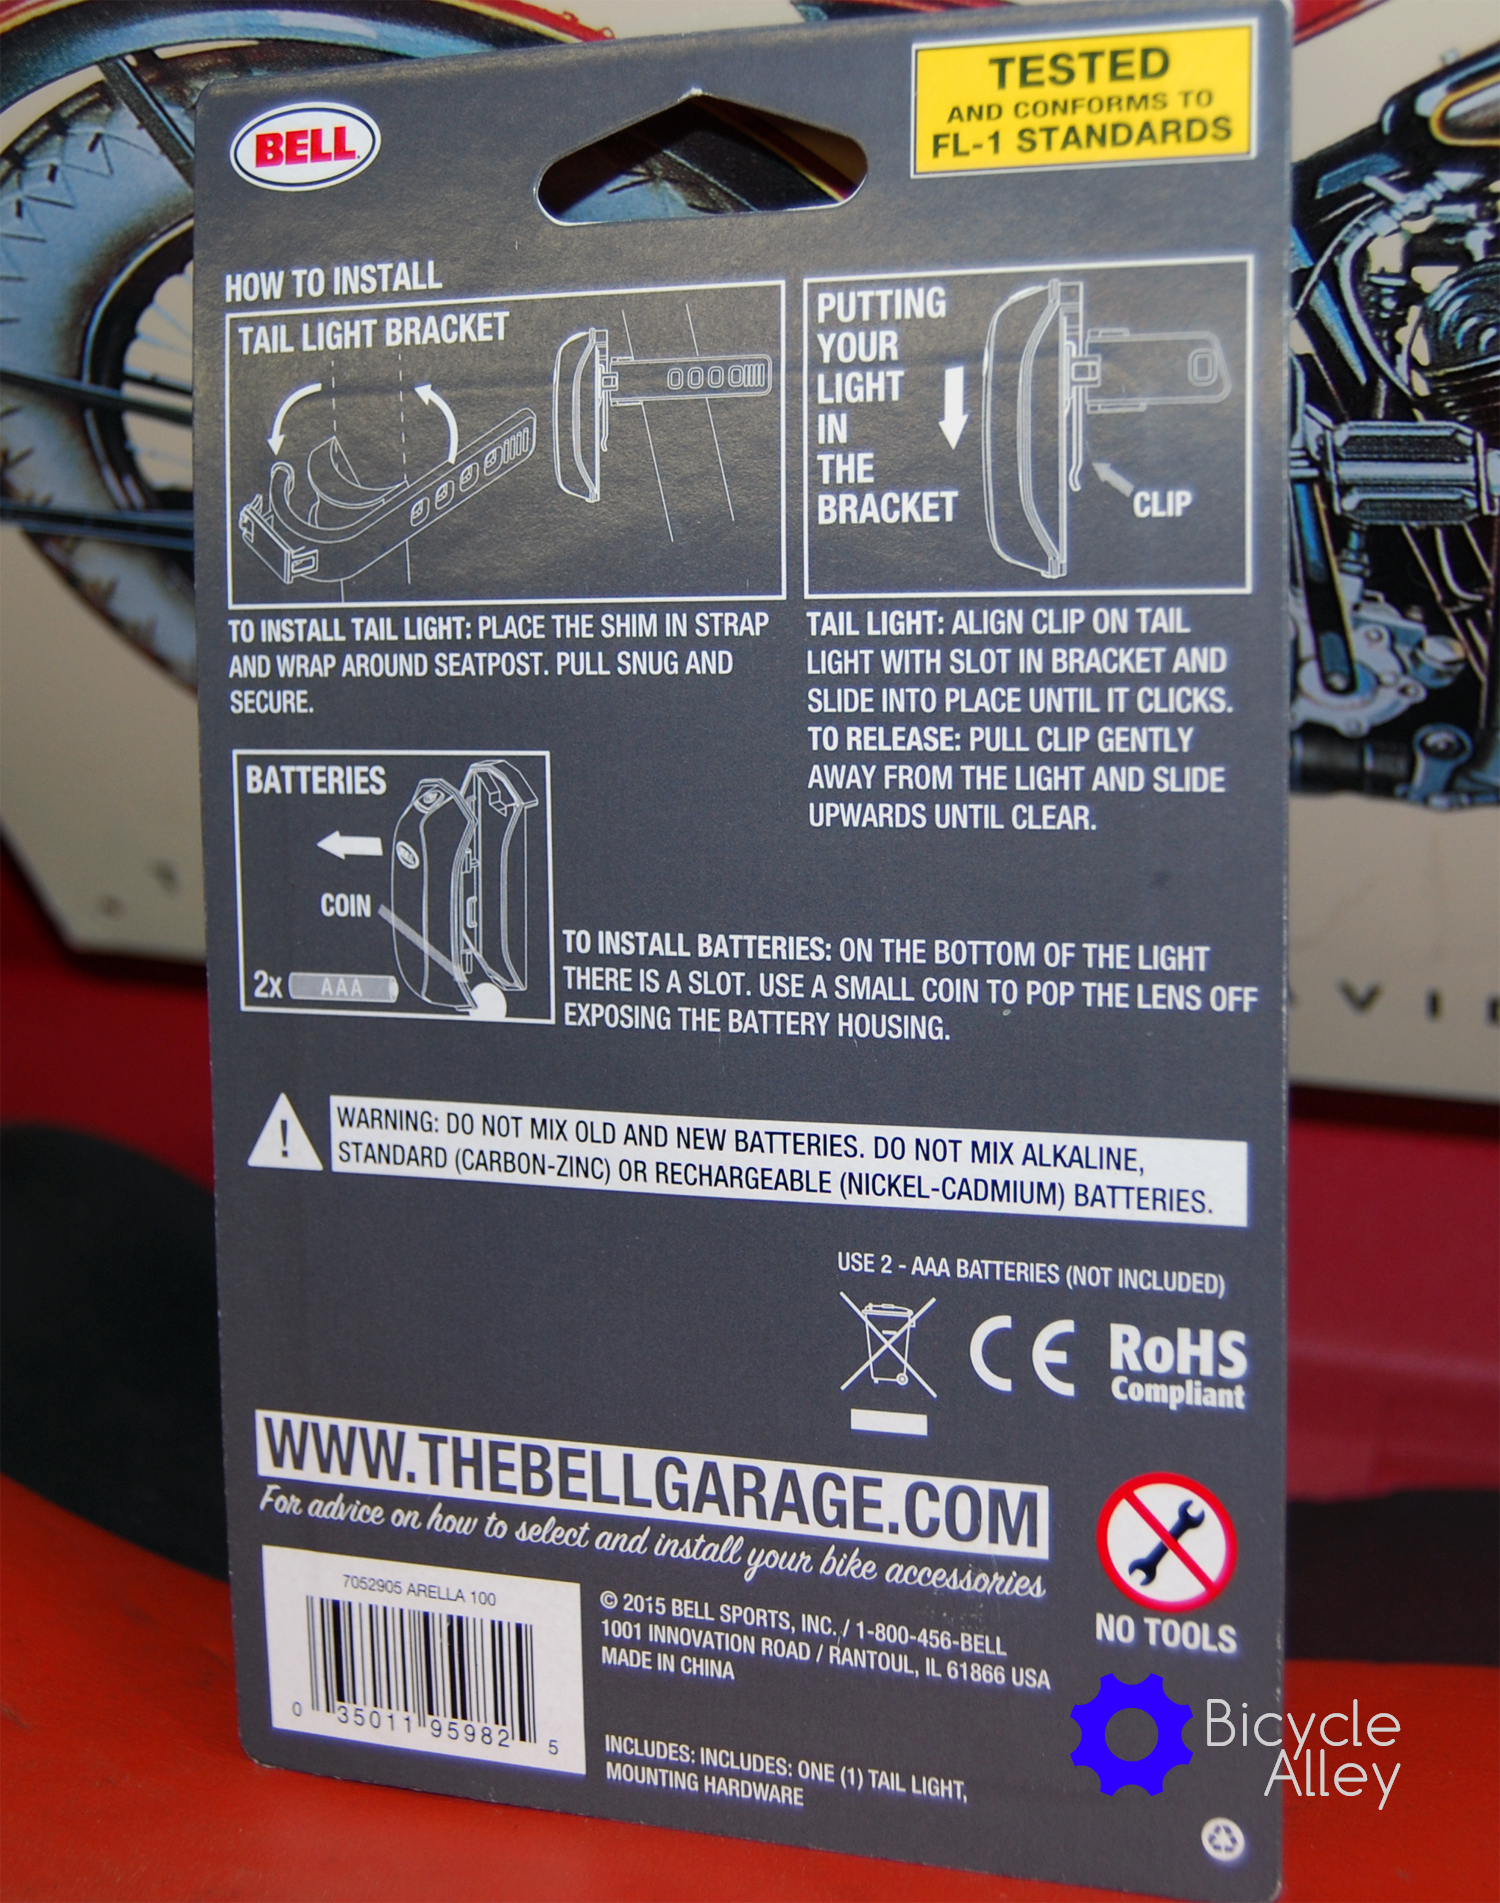 BELL
TESTED
AND CONFORMS TO
FL-1 STANDARDS
HOW TO INSTALL
TAIL LIGHT BRACKET
PUTTING
YOUR
LIGHT
IN
THE
BRACKET
CLIP
TO INSTALL TAIL LIGHT: PLACE THE SHIM IN STRAP
AND WRAP AROUND SEATPOST. PULL SNUG AND
SECURE.
TAIL LIGHT: ALIGN CLIP ON TAIL
LIGHT WITH SLOT IN BRACKET AND
SLIDE INTO PLACE UNTIL IT CLICKS.
TO RELEASE: PULL CLIP GENTLY
AWAY FROM THE LIGHT AND SLIDE
UPWARDS UNTIL CLEAR.
BATTERIES
BELL
COIN
2x AAA
TO INSTALL BATTERIES: ON THE BOTTOM OF THE LIGHT
THERE IS A SLOT. USE A SMALL COIN TO POP THE LENS OFF
EXPOSING THE BATTERY HOUSING.
! WARNING: DO NOT MIX OLD AND NEW BATTERIES. DO NOT MIX ALKALINE,
STANDARD (CARBON-ZINC) OR RECHARGEABLE (NICKEL-CADMIUM) BATTERIES.
USE 2 - AAA BATTERIES (NOT INCLUDED)
CE
RoHS
Compliant
WWW.THEBELLGARAGE.COM
For advice on how to select and install your bike accessories
NO TOOLS
7052905 ARELLA 100
0 35011 95982 5
© 2015 BELL SPORTS, INC. / 1-800-456-BELL
1001 INNOVATION ROAD / RANTOUL, IL 61866 USA
MADE IN CHINA
INCLUDES: INCLUDES: ONE (1) TAIL LIGHT,
MOUNTING HARDWARE
Bicycle
Alley